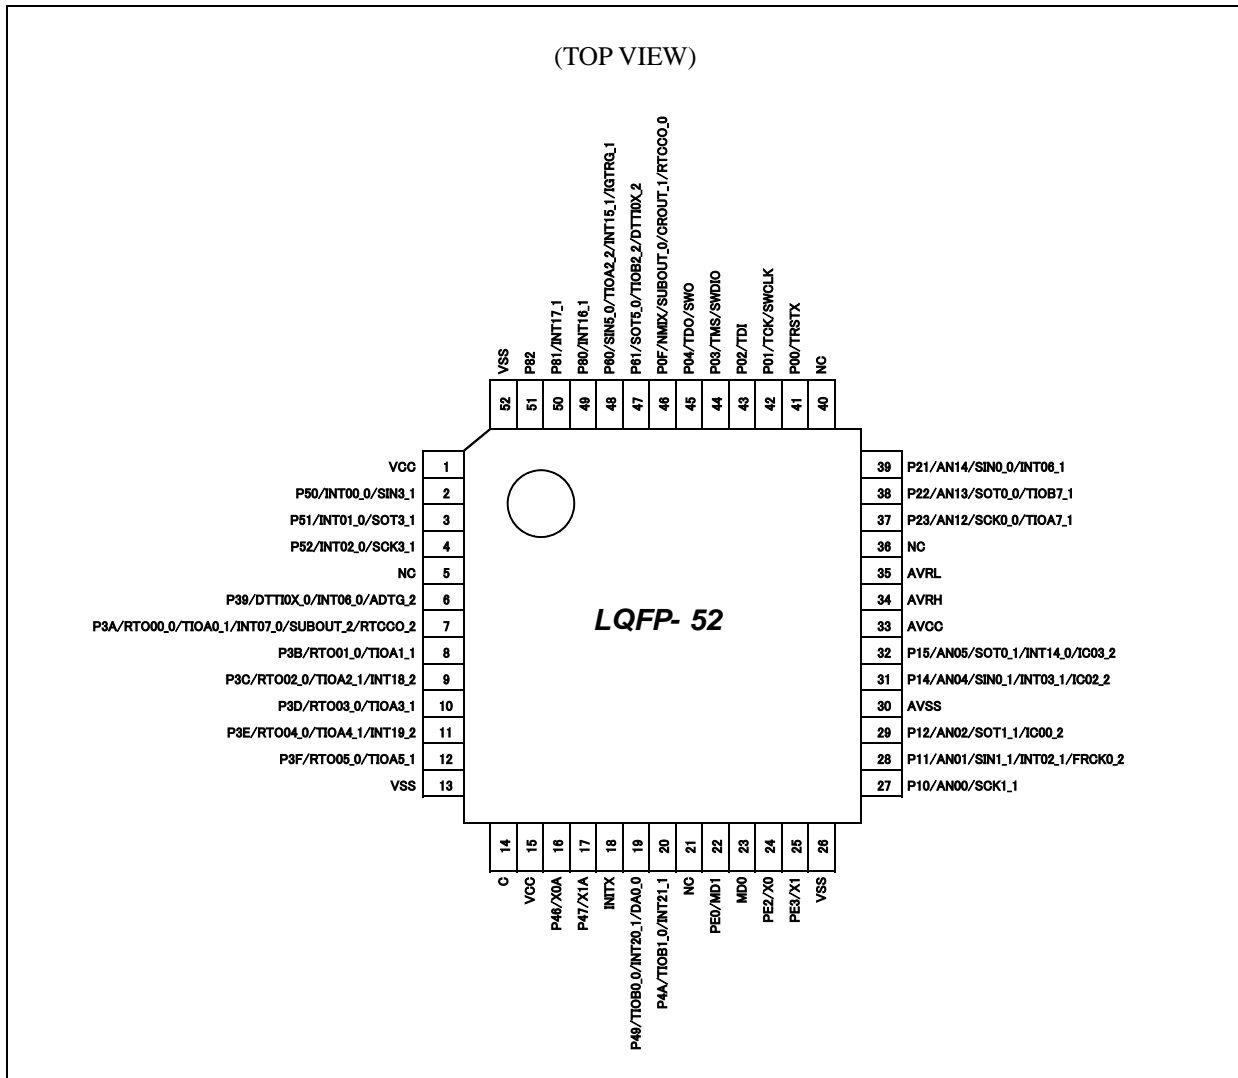 (TOP VIEW)
VSS
P82
P81/INT17_1
P80/INT16_1
P60/SIN5_0/TIOA2_2/INT15_1/IGTRG_1
P61/SOT5_0/TIOB2_2/DTTI0X_2
P0F/NMIX/SUBOUT_0/CROUT_1/RTCCO_0
P04/TDO/SWO
P03/TMS/SWDIO
P02/TDI
P01/TCK/SWCLK
P00/TRSTX
NC
52
51
50
49
48
47
46
45
44
43
42
41
40
VCC 1
P50/INT00_0/SIN3_1 2
P51/INT01_0/SOT3_1 3
P52/INT02_0/SCK3_1 4
NC 5
P39/DTTI0X_0/INT06_0/ADTG_2 6
P3A/RTO00_0/TIOA0_1/INT07_0/SUBOUT_2/RTCCO_2 7
P3B/RTO01_0/TIOA1_1 8
P3C/RTO02_0/TIOA2_1/INT18_2 9
P3D/RTO03_0/TIOA3_1 10
P3E/RTO04_0/TIOA4_1/INT19_2 11
P3F/RTO05_0/TIOA5_1 12
VSS 13
LQFP- 52
39 P21/AN14/SIN0_0/INT06_1
38 P22/AN13/SOT0_0/TIOB7_1
37 P23/AN12/SCK0_0/TIOA7_1
36 NC
35 AVRL
34 AVRH
33 AVCC
32 P15/AN05/SOT0_1/INT14_0/IC03_2
31 P14/AN04/SIN0_1/INT03_1/IC02_2
30 AVSS
29 P12/AN02/SOT1_1/IC00_2
28 P11/AN01/SIN1_1/INT02_1/FRCK0_2
27 P10/AN00/SCK1_1
14
15
16
17
18
19
20
21
22
23
24
25
26
C
VCC
P46/X0A
P47/X1A
INITX
P49/TIOB0_0/INT20_1/DA0_0
P4A/TIOB1_0/INT21_1
NC
PE0/MD1
MD0
PE2/X0
PE3/X1
VSS